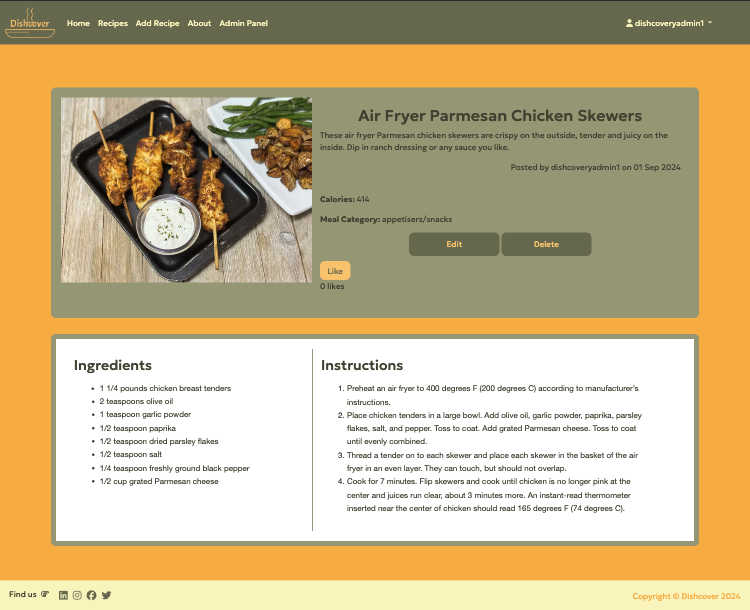 Dishcover
Home Recipes Add Recipe About Admin Panel
dishcoveryadmin1
Air Fryer Parmesan Chicken Skewers
These air fryer Parmesan chicken skewers are crispy on the outside, tender and juicy on the
inside. Dip in ranch dressing or any sauce you like.
Posted by dishcoveryadmin1 on 01 Sep 2024
Calories: 414
Meal Category: appetisers/snacks
Edit
Delete
Like
0 likes
Ingredients
• 1 1/4 pounds chicken breast tenders
• 2 teaspoons olive oil
• 1 teaspoon garlic powder
• 1/2 teaspoon paprika
• 1/2 teaspoon dried parsley flakes
• 1/2 teaspoon salt
• 1/4 teaspoon freshly ground black pepper
• 1/2 cup grated Parmesan cheese
Instructions
1. Preheat an air fryer to 400 degrees F (200 degrees C) according to manufacturer's
instructions.
2. Place chicken tenders in a large bowl. Add olive oil, garlic powder, paprika, parsley
flakes, salt, and pepper. Toss to coat. Add grated Parmesan cheese. Toss to coat
until evenly combined.
3. Thread a tender on to each skewer and place each skewer in the basket of the air
fryer in an even layer. They can touch, but should not overlap.
4. Cook for 7 minutes. Flip skewers and cook until chicken is no longer pink at the
center and juices run clear, about 3 minutes more. An instant-read thermometer
inserted near the center of chicken should read 165 degrees F (74 degrees C).
Find us
Copyright © Dishcover 2024